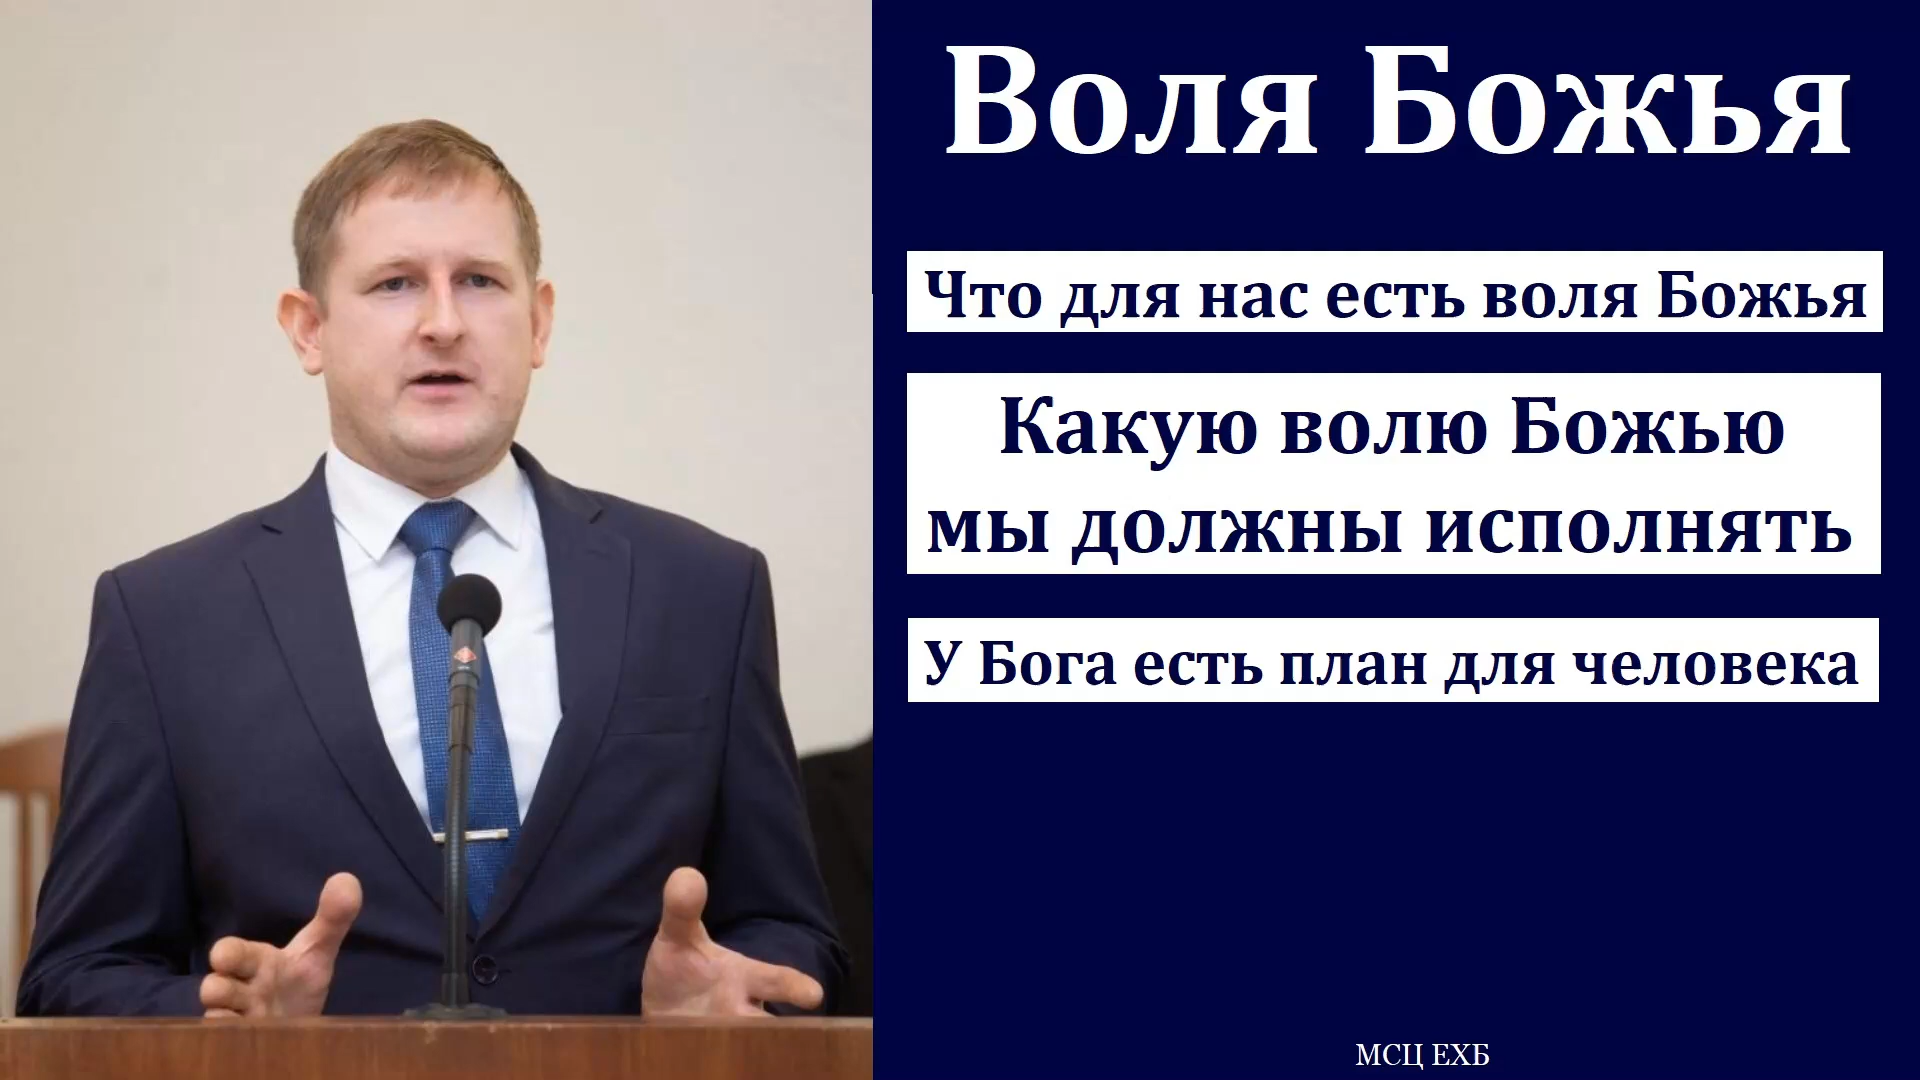 Воля Божья
Что для нас есть воля Божья
Какую волю Божью
мы должны исполнять
У Бога есть план для человека
МСЦ ЕХБ